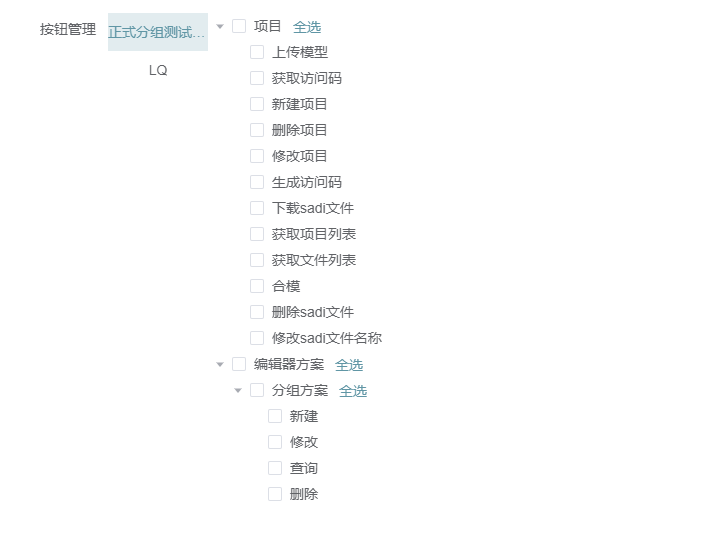 按钮管理
正式分组测试...
LQ
项目 全选
上传模型
获取访问码
新建项目
删除项目
修改项目
生成访问码
下载sadi文件
获取项目列表
获取文件列表
合模
删除sadi文件
修改sadi文件名称
编辑器方案 全选
分组方案 全选
新建
修改
查询
删除